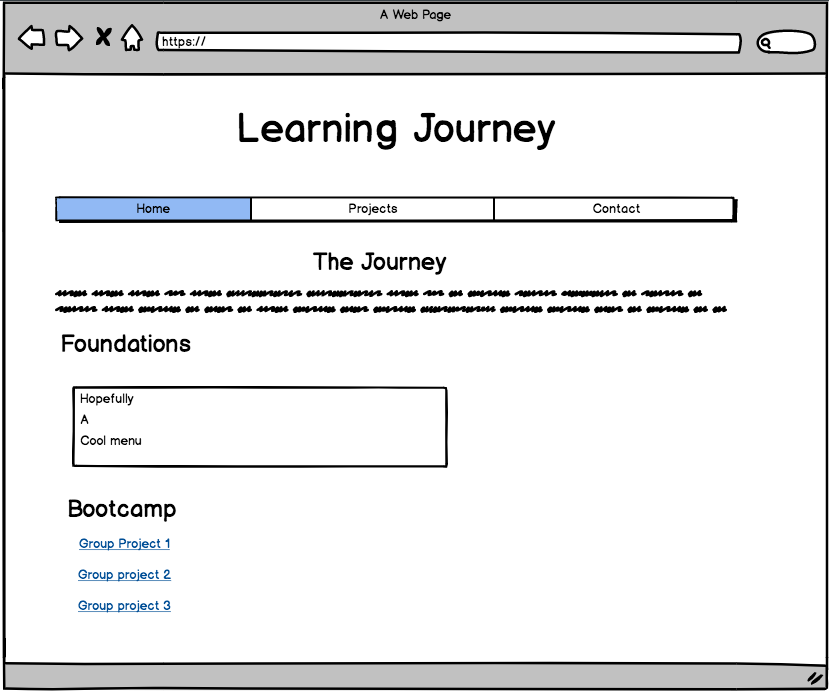 A Web Page
https://
Learning Journey
Home Projects Contact
The Journey
Foundations
Hopefully
A
Cool menu
Bootcamp
Group Project 1
Group project 2
Group project 3